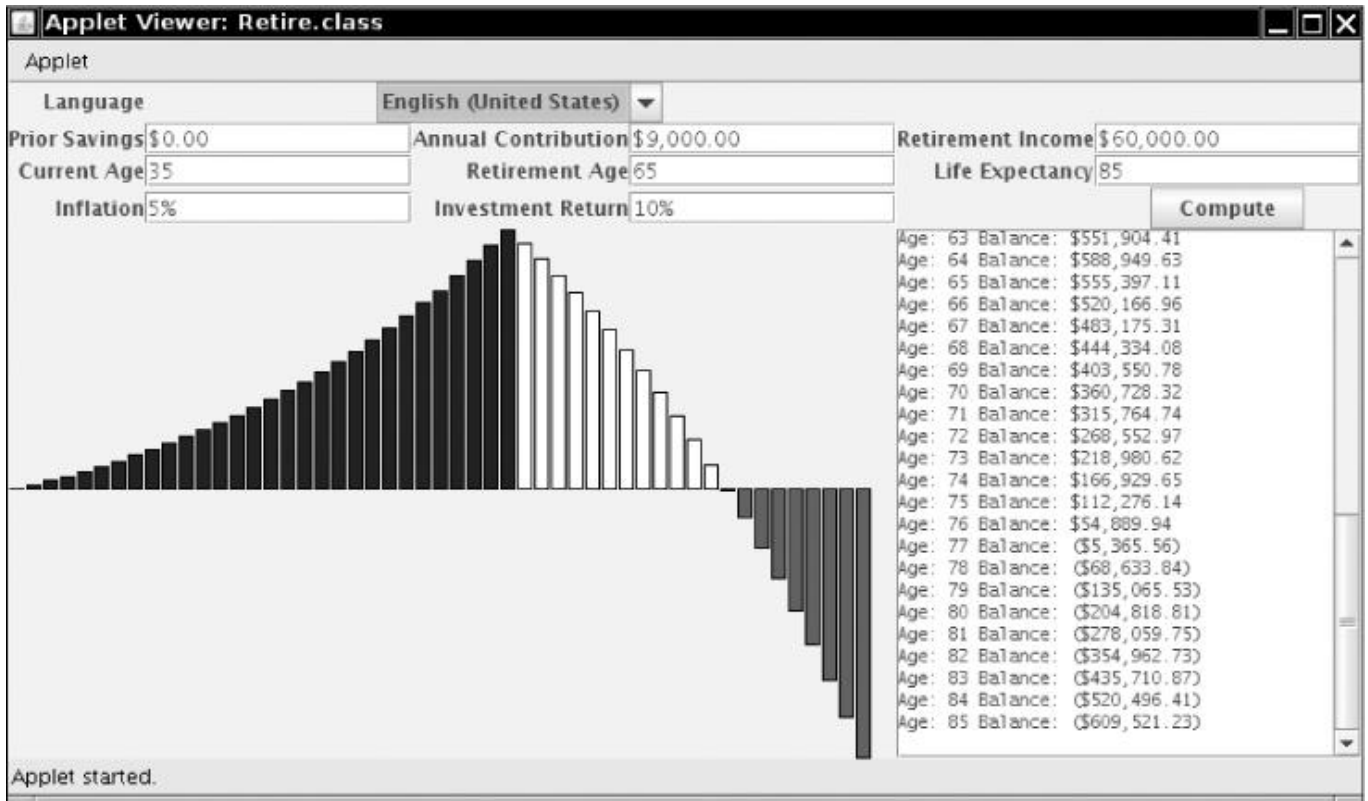 Applet Viewer: Retire.class
Applet
Language English (United States)
Prior Savings $0.00 Annual Contribution $9,000.00 Retirement Income $60,000.00
Current Age 35 Retirement Age 65 Life Expectancy 85
Inflation 5% Investment Return 10% Compute
Age: 63 Balance: $551,904.41
Age: 64 Balance: $588,949.63
Age: 65 Balance: $555,397.11
Age: 66 Balance: $520,166.96
Age: 67 Balance: $483,175.31
Age: 68 Balance: $444,334.08
Age: 69 Balance: $403,550.78
Age: 70 Balance: $360,728.32
Age: 71 Balance: $315,764.74
Age: 72 Balance: $268,552.97
Age: 73 Balance: $218,980.62
Age: 74 Balance: $166,929.65
Age: 75 Balance: $112,276.14
Age: 76 Balance: $54,889.94
Age: 77 Balance: ($5,365.56)
Age: 78 Balance: ($68,633.84)
Age: 79 Balance: ($135,065.53)
Age: 80 Balance: ($204,818.81)
Age: 81 Balance: ($278,059.75)
Age: 82 Balance: ($354,962.73)
Age: 83 Balance: ($435,710.87)
Age: 84 Balance: ($520,496.41)
Age: 85 Balance: ($609,521.23)
Applet started.